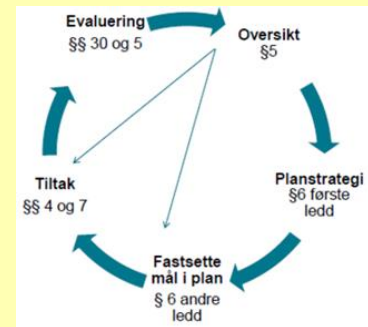 Evaluering
§§ 30 og 5
Oversikt
§5
Planstrategi
§6 første
ledd
Fastsette
mål i plan
§ 6 andre
ledd
Tiltak
§§ 4 og 7